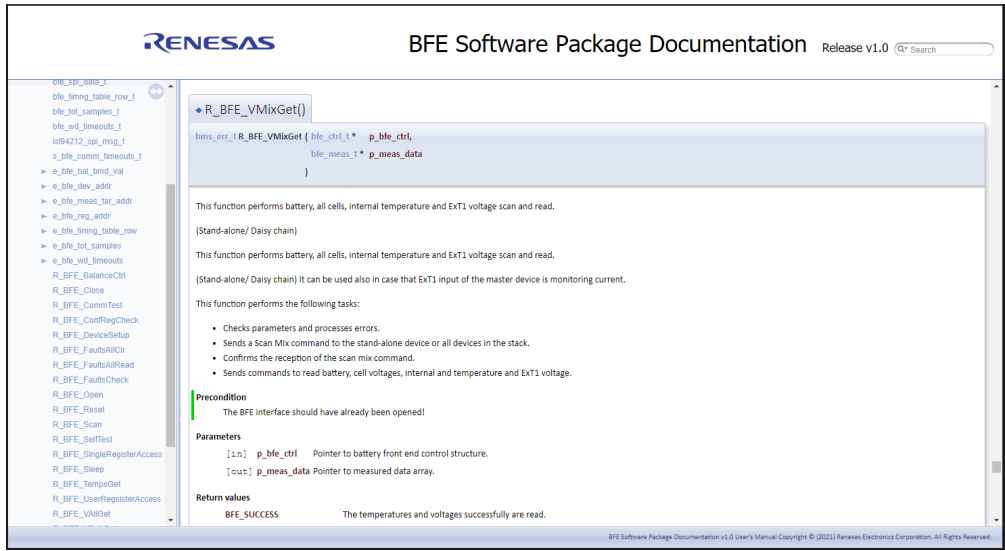 RENESAS
BFE Software Package Documentation Release v1.0 Search
bfe_spi_data_t
bfe_timng_table_row_t
bfe_tot_samples_t
bfe_wd_timeouts_t
isl94212_spi_msg_t
s_bfe_comm_timeouts_t
e_bfe_bal_bmd_val
e_bfe_dev_addr
e_bfe_meas_tar_addr
e_bfe_reg_addr
e_bfe_timng_table_row
e_bfe_tot_samples
e_bfe_wd_timeouts
R_BFE_BalanceCtrl
R_BFE_Close
R_BFE_CommTest
R_BFE_ConfRegCheck
R_BFE_DeviceSetup
R_BFE_FaultsAllClr
R_BFE_FaultsAllRead
R_BFE_FaultsCheck
R_BFE_Open
R_BFE_Reset
R_BFE_Scan
R_BFE_SelfTest
R_BFE_SingleRegisterAccess
R_BFE_Sleep
R_BFE_TempsGet
R_BFE_UserRegsisterAccess
R_BFE_VAllGet
◆ R_BFE_VMixGet()
bms_err_t R_BFE_VMixGet ( bfe_ctrl_t * p_bfe_ctrl,
bfe_meas_t * p_meas_data
)
This function performs battery, all cells, internal temperature and ExT1 voltage scan and read.
(Stand-alone/ Daisy chain)
This function performs battery, all cells, internal temperature and ExT1 voltage scan and read.
(Stand-alone/ Daisy chain) It can be used also in case that ExT1 input of the master device is monitoring current.
This function performs the following tasks:
• Checks parameters and processes errors.
• Sends a Scan Mix command to the stand-alone device or all devices in the stack.
• Confirms the reception of the scan mix command.
• Sends commands to read battery, cell voltages, internal and temperature and ExT1 voltage.
Precondition
The BFE interface should have already been opened!
Parameters
[in] p_bfe_ctrl Pointer to battery front end control structure.
[out] p_meas_data Pointer to measured data array.
Return values
BFE_SUCCESS The temperatures and voltages successfully are read.
BFE Software Package Documentation v1.0 User's Manual Copyright © (2021) Renesas Electronics Corporation. All Rights Reserved.